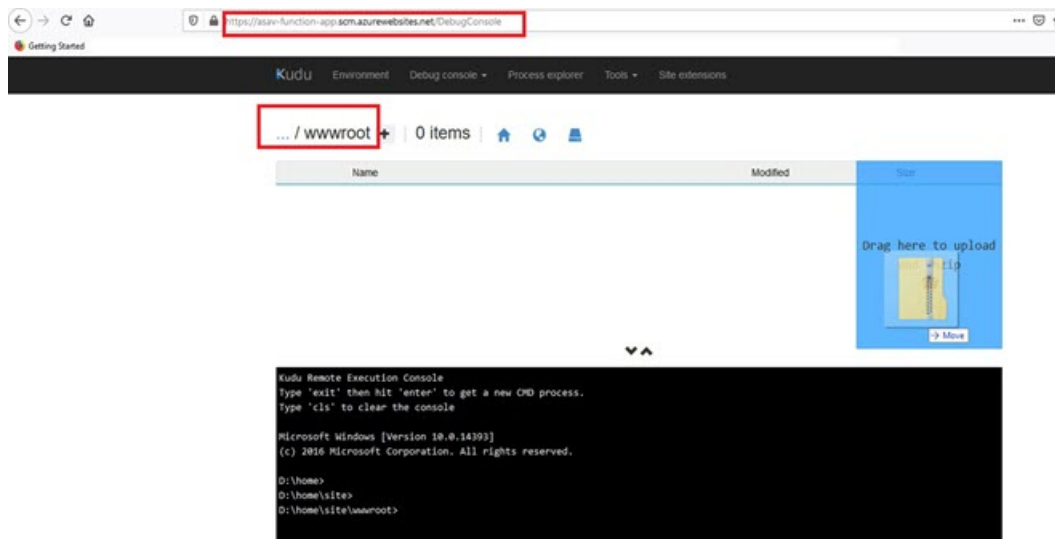 https://asav-function-app.scm.azurewebsites.net/DebugConsole
Getting Started
Kudu Environment Debug console Process explorer Tools Site extensions
... / wwwroot + | 0 items |
Name Modified Size
Drag here to upload
zip
Move
Kudu Remote Execution Console
Type 'exit' then hit 'enter' to get a new CMD process.
Type 'cls' to clear the console
Microsoft Windows [Version 10.0.14393]
(c) 2016 Microsoft Corporation. All rights reserved.
D:\home>
D:\home\site>
D:\home\site\wwwroot>